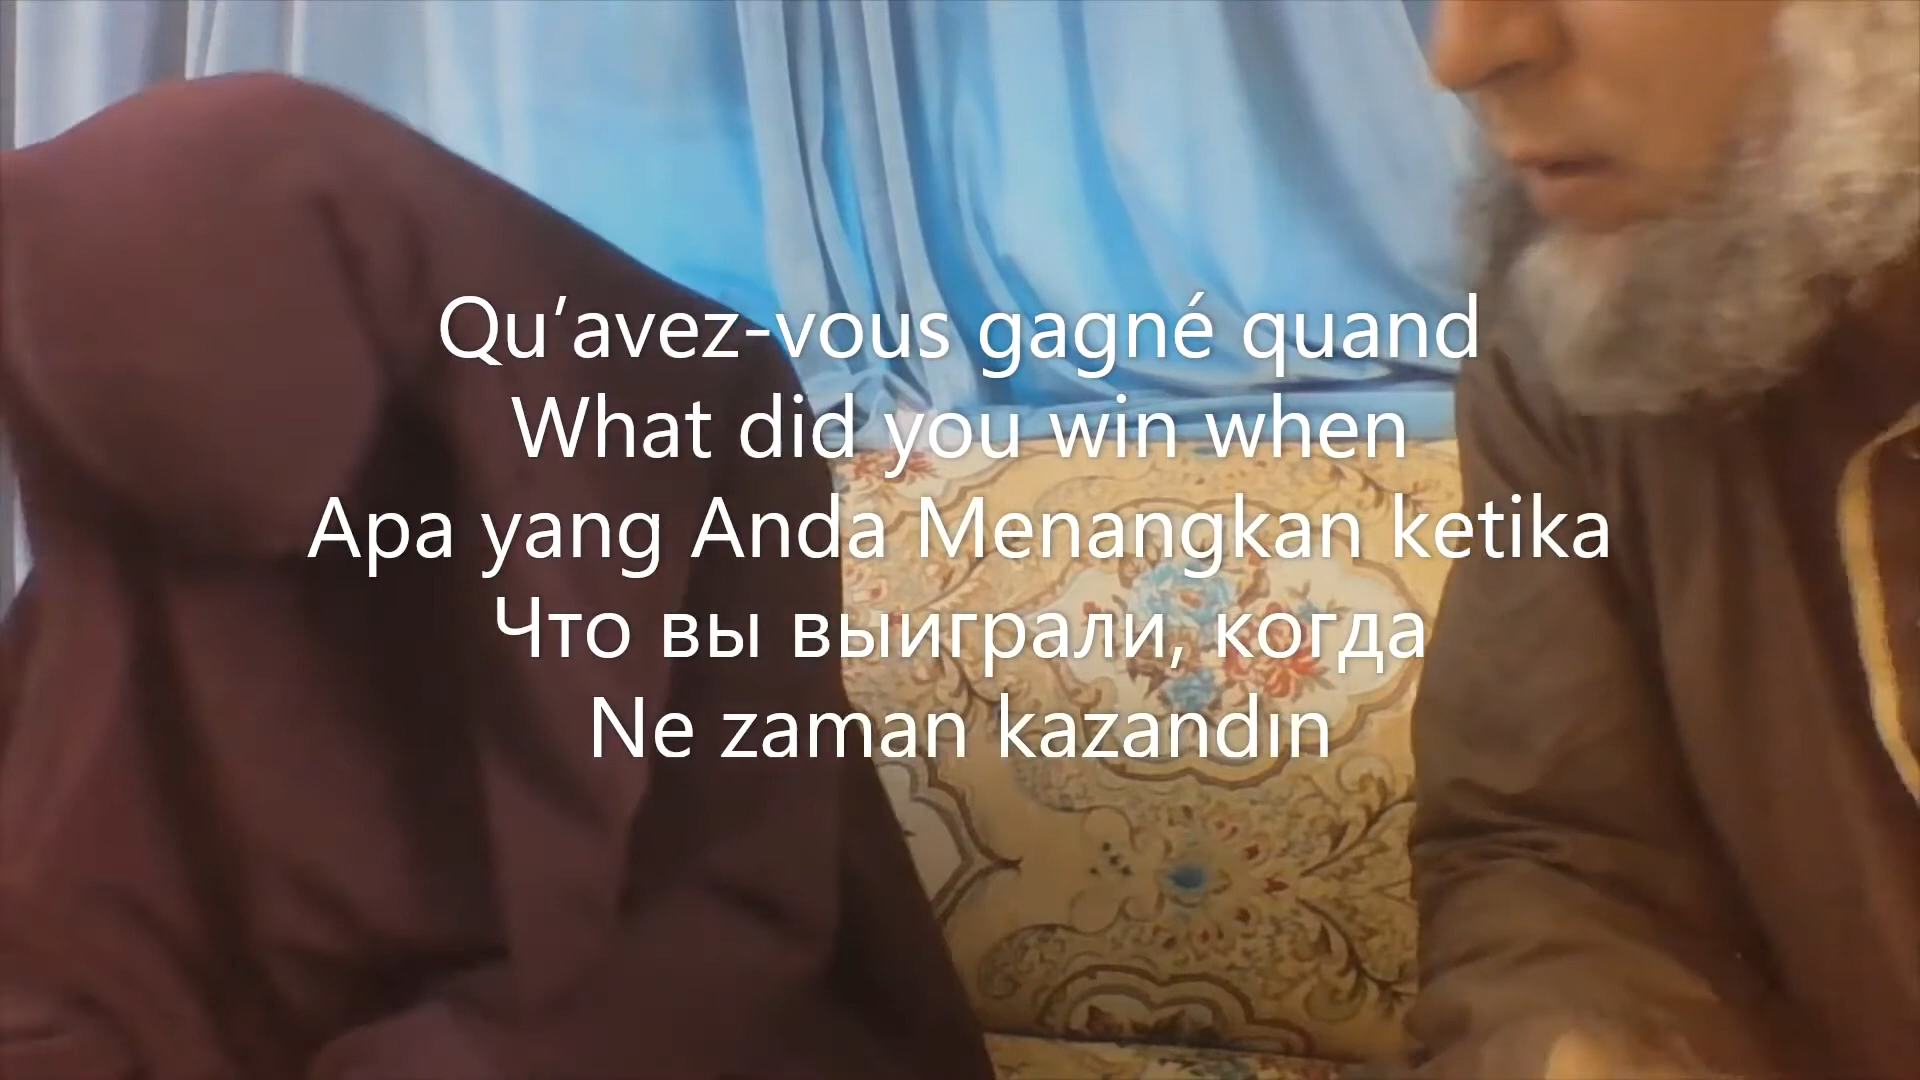 Qu’avez-vous gagné quand
What did you win when
Apa yang Anda Menangkan ketika
Что вы выиграли, когда
Ne zaman kazandın